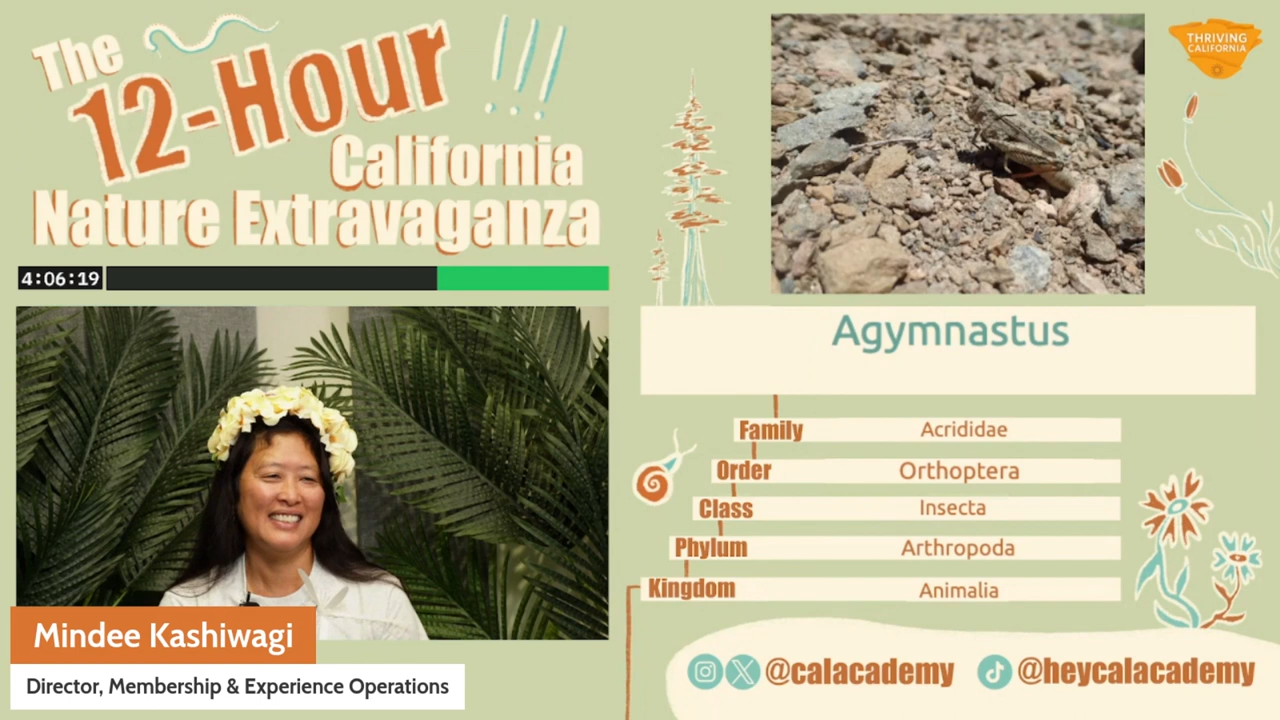 The
12-Hour !!!
California
Nature Extravaganza
4:06:19
Mindee Kashiwagi
Director, Membership & Experience Operations
THRIVING
CALIFORNIA
Agymnastus
Family Acrididae
Order Orthoptera
Class Insecta
Phylum Arthropoda
Kingdom Animalia
@calacademy @heycalacademy